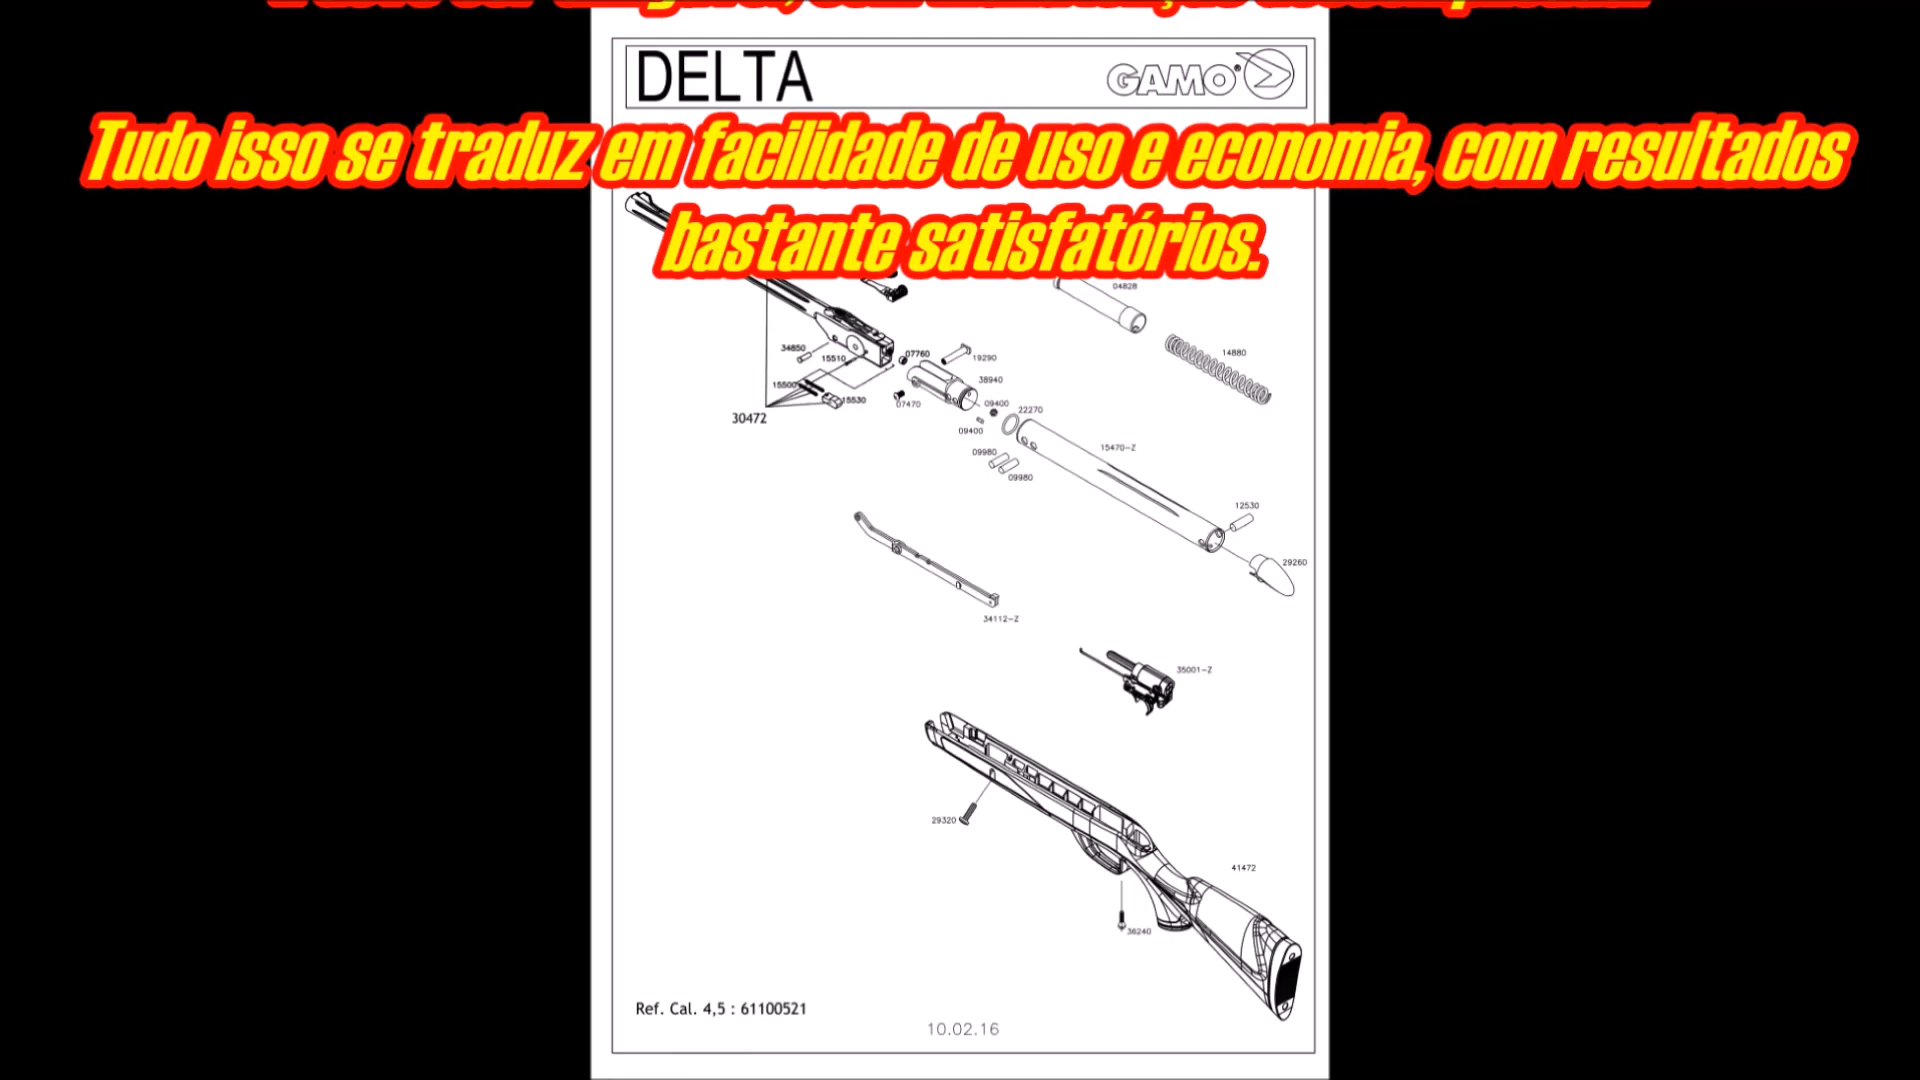 DELTA
GAMO®
Tudo isso se traduz em facilidade de uso e economia, com resultados
bastante satisfatórios.
04828
14880
34850
15510
07760
19290
38940
15500
15530
07470
09400
22270
30472
09400
15470-Z
09980
09980
12530
29260
34112-Z
35001-Z
29320
41472
36240
Ref. Cal. 4,5 : 61100521
10.02.16